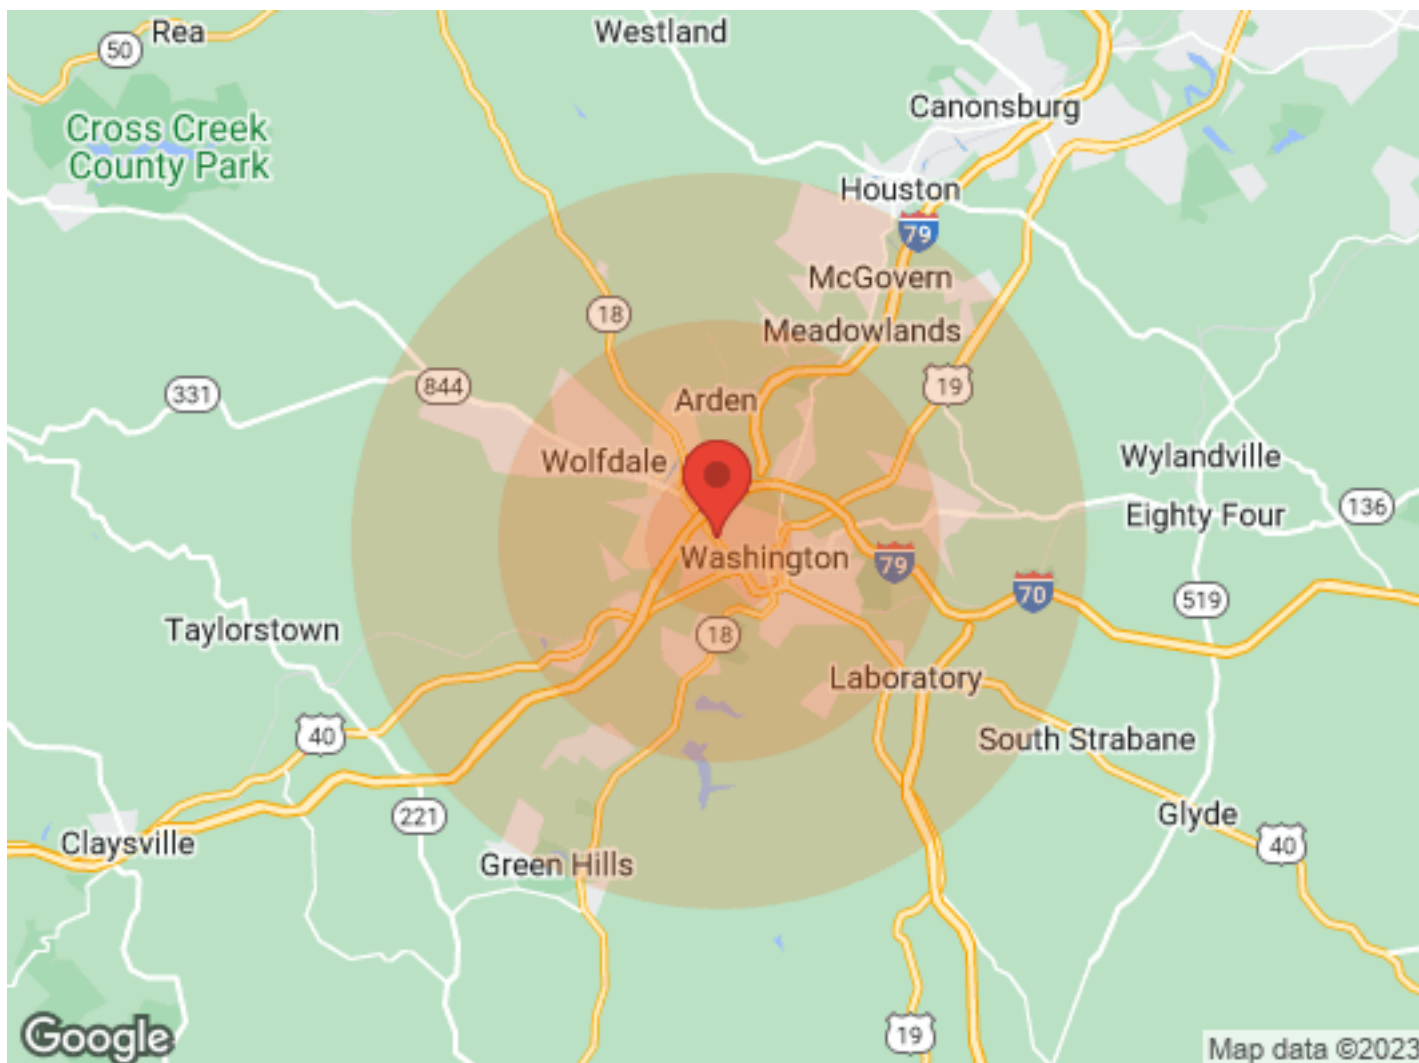 Rea
50
Westland
Canonsburg
Cross Creek
County Park
Houston
79
McGovern
18
Meadowlands
331
844
19
Arden
Wolfdale
Wylandville
136
Eighty Four
Washington
79
70
519
Taylorstown
18
Laboratory
40
South Strabane
221
Glyde
Claysville
40
Green Hills
19
Google
Map data ©2023